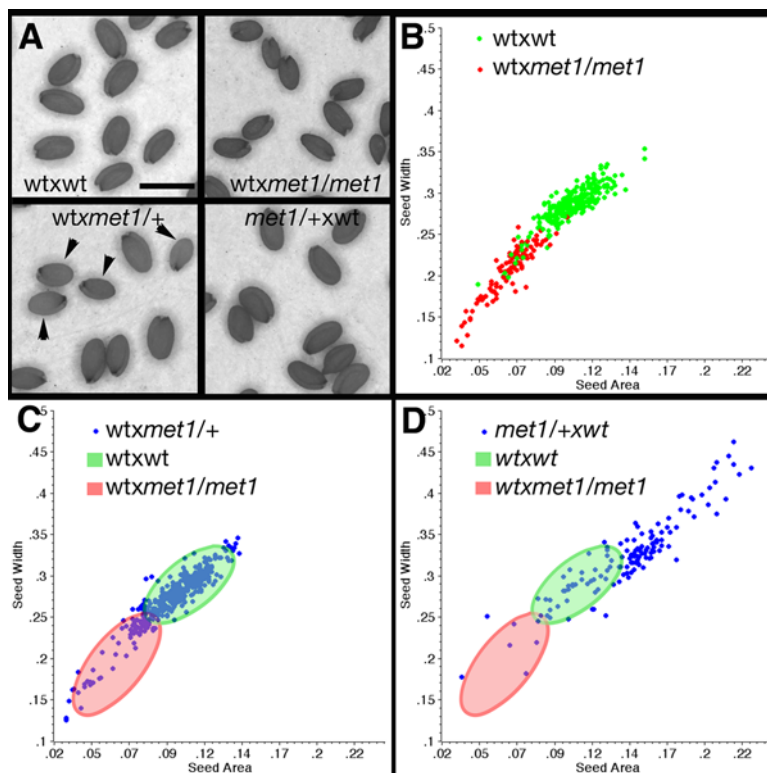 A
wtxwt
wtxmet1/met1
wtxmet1/+
met1/+xwt
B
wtxwt
wtxmet1/met1
.5
.45
.4
.35
.3
.25
.2
.15
.1
Seed Width
.02 .05 .07 .09 .12 .14 .17 .2 .22
Seed Area
C
wtxmet1/+
wtxwt
wtxmet1/met1
.5
.45
.4
.35
.3
.25
.2
.15
.1
Seed Width
.02 .05 .07 .09 .12 .14 .17 .2 .22
Seed Area
D
met1/+xwt
wtxwt
wtxmet1/met1
.5
.45
.4
.35
.3
.25
.2
.15
.1
Seed Width
.02 .05 .07 .09 .12 .14 .17 .2 .22
Seed Area